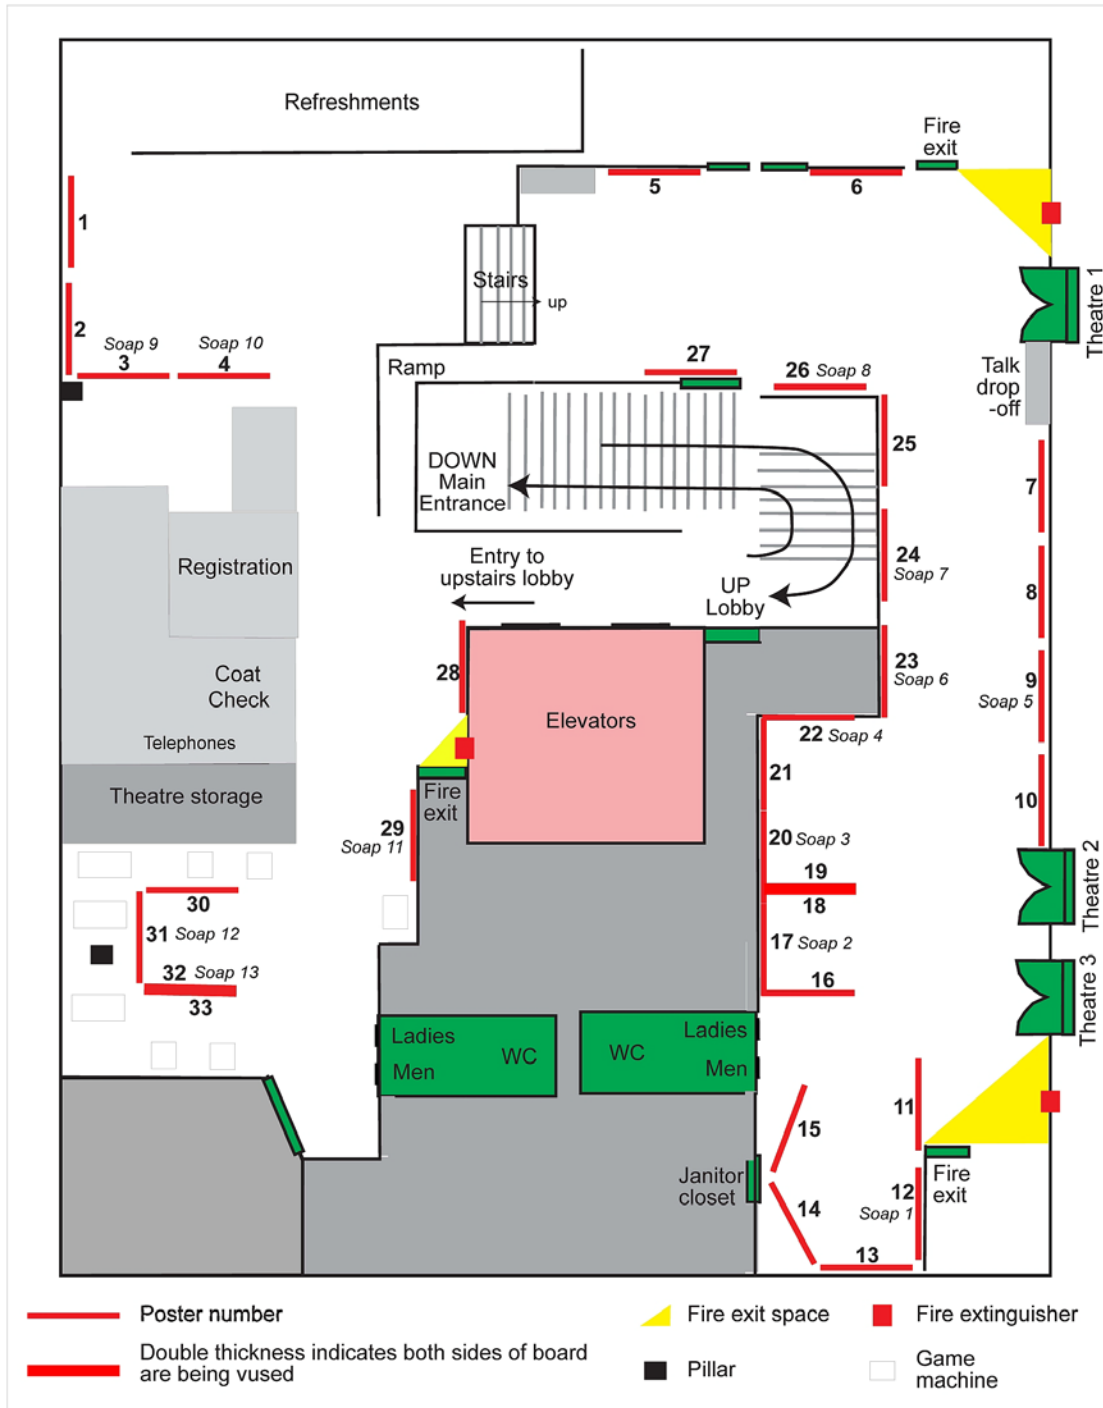 Refreshments
Fire
exit
5
6
1
Stairs
up
Theatre 1
2
Soap 9
Soap 10
3
4
Ramp
27
26 Soap 8
Talk
drop
-off
25
DOWN
Main
Entrance
7
Entry to
upstairs lobby
24
Soap 7
UP
Lobby
8
Registration
28
23
Soap 6
9
Soap 5
Coat
Check
Elevators
22 Soap 4
Telephones
21
Theatre storage
Fire
exit
10
29
Soap 11
20 Soap 3
19
18
Theatre 2
30
31 Soap 12
17 Soap 2
32 Soap 13
33
16
Theatre 3
Ladies
WC
Men
Ladies
WC
Men
11
15
Janitor
closet
14
12
Soap 1
Fire
exit
13
Poster number
Fire exit space
Fire extinguisher
Double thickness indicates both sides of board
are being vused
Pillar
Game
machine